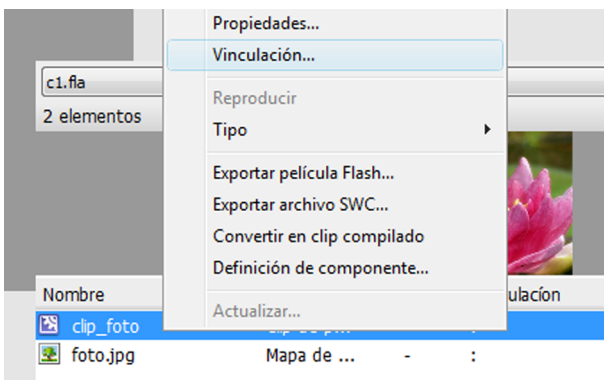 Propiedades...
Vinculación...
c1.fla
Reproducir
2 elementos
Tipo
Exportar película Flash...
Exportar archivo SWC...
Convertir en clip compilado
Definición de componente...
Nombre
ulacíon
Actualizar...
clip_foto
foto.jpg Mapa de ... - :